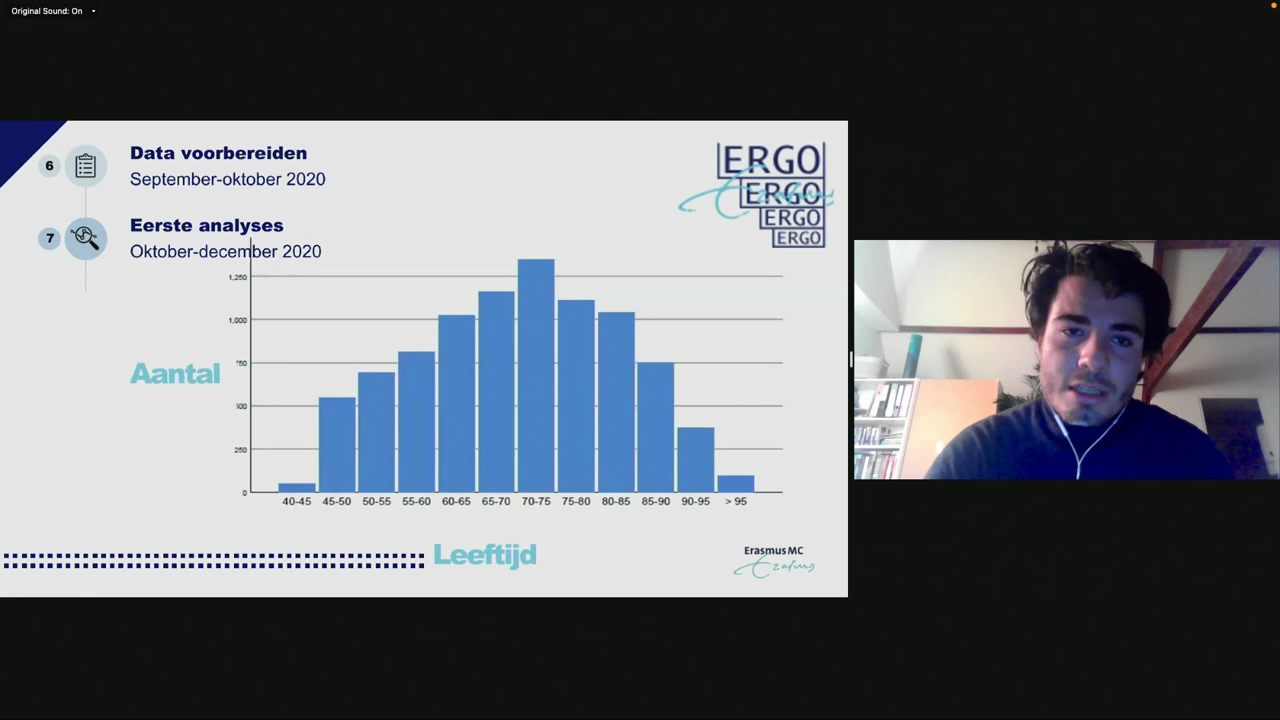 Original Sound: On
6
Data voorbereiden
September-oktober 2020
7
Eerste analyses
Oktober-december 2020
ERGO
ERGO
ERGO
ERGO
Erasmus
1,250
1,000
750
500
250
0
Aantal
40-45 45-50 50-55 55-60 60-65 65-70 70-75 75-80 80-85 85-90 90-95 > 95
Leeftijd
Erasmus MC
Erasmus